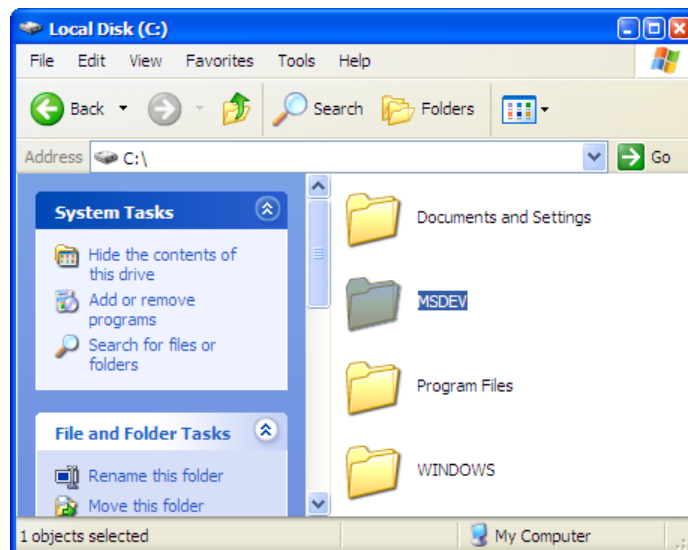 Local Disk (C:)
File Edit View Favorites Tools Help
Back Search Folders
Address C:\ Go
System Tasks
Hide the contents of
this drive
Add or remove
programs
Search for files or
folders
File and Folder Tasks
Rename this folder
Move this folder
Documents and Settings
MSDEV
Program Files
WINDOWS
1 objects selected
My Computer